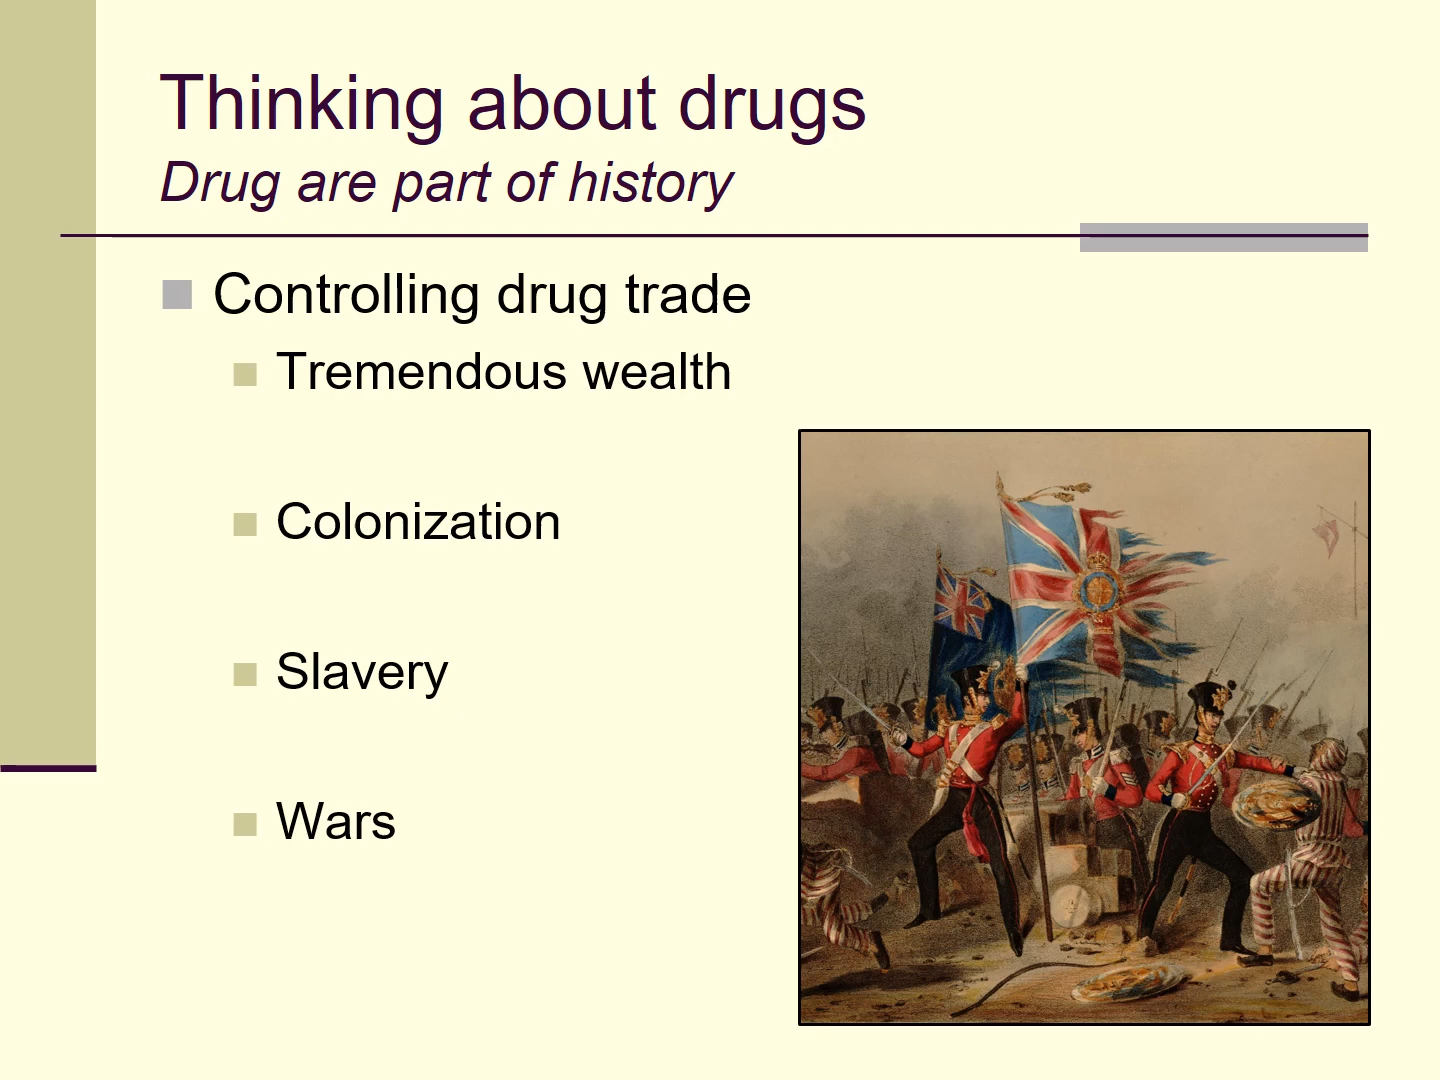 Thinking about drugs
Drug are part of history
Controlling drug trade
Tremendous wealth
Colonization
Slavery
Wars